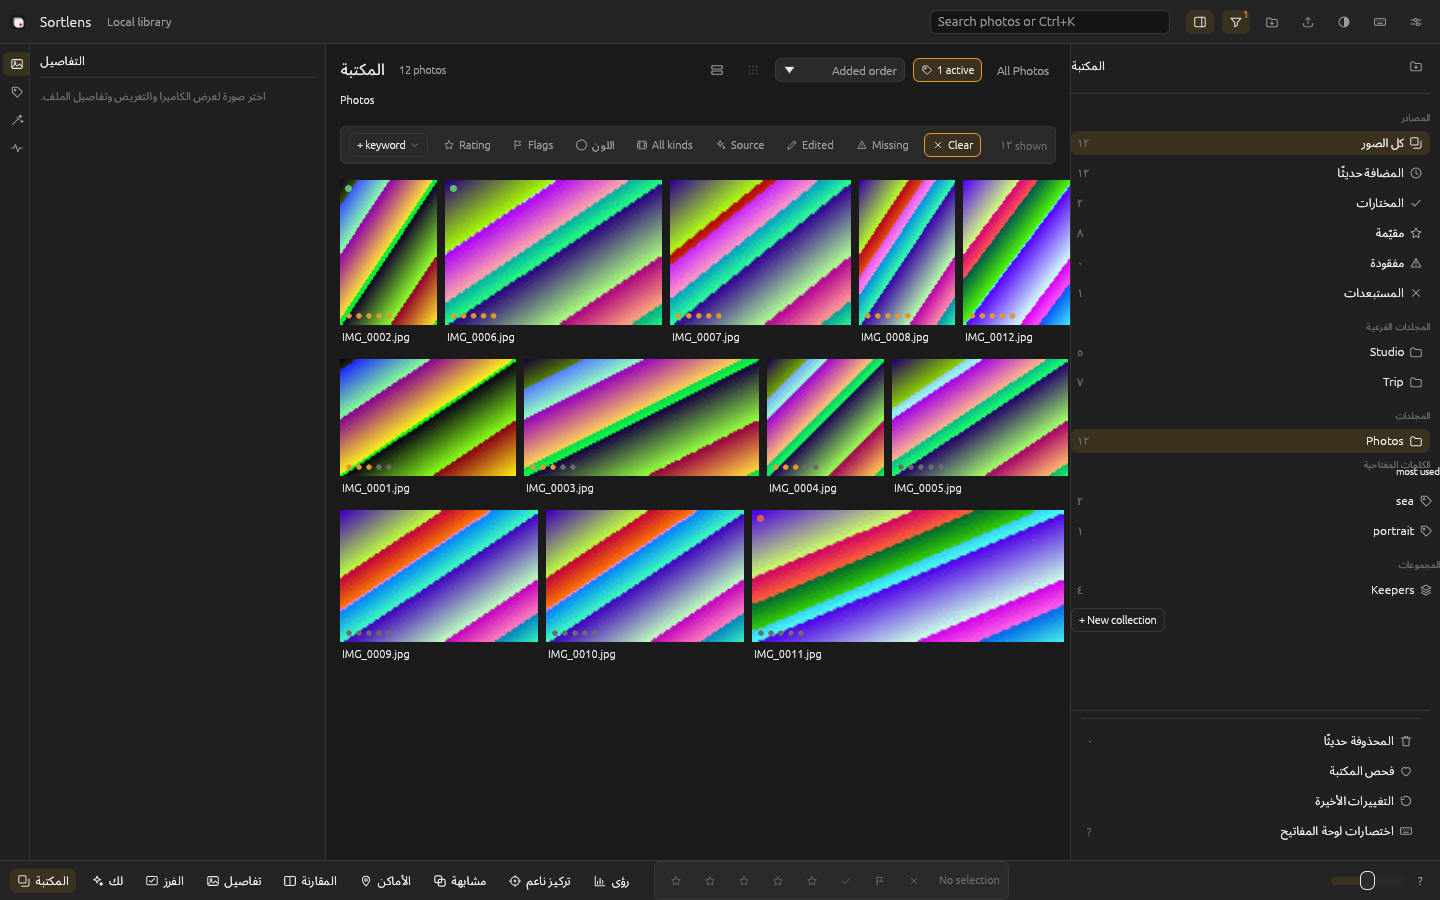 Sortlens Local library
Search photos or Ctrl+K
1
التفاصيل
اختر صورة لعرض الكاميرا والتعريض وتفاصيل الملف.
المكتبة 12 photos
Added order
1 active
All Photos
Photos
+ keyword
Rating
Flags
اللون
All kinds
Source
Edited
Missing
Clear
١٢ shown
IMG_0002.jpg
IMG_0006.jpg
IMG_0007.jpg
IMG_0008.jpg
IMG_0012.jpg
IMG_0001.jpg
IMG_0003.jpg
IMG_0004.jpg
IMG_0005.jpg
IMG_0009.jpg
IMG_0010.jpg
IMG_0011.jpg
المكتبة
المصادر
كل الصور ١٢
المضافة حديثًا ١٢
المختارات ٢
مقيّمة ٨
مفقودة ٠
المستبعدات ١
المجلدات الفرعية
Studio ٥
Trip ٧
المجلدات
Photos ١٢
الكلمات المفتاحية
most used
sea ٢
portrait ١
المجموعات
Keepers ٤
+ New collection
المحذوفة حديثًا ٠
فحص المكتبة
التغييرات الأخيرة
اختصارات لوحة المفاتيح ?
المكتبة
لك
الفرز
تفاصيل
المقارنة
الأماكن
مشابهة
تركيز ناعم
رؤى
No selection
?